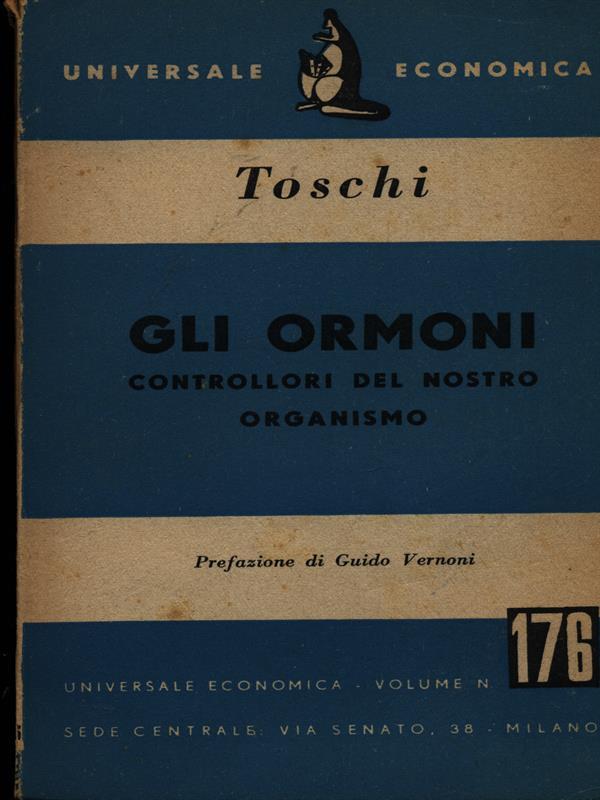 UNIVERSALE ECONOMICA
Toschi
GLI ORMONI
CONTROLLORI DEL NOSTRO
ORGANISMO
Prefazione di Guido Vernoni
176
UNIVERSALE ECONOMICA - VOLUME N.
SEDE CENTRALE: VIA SENATO, 38 - MILANO